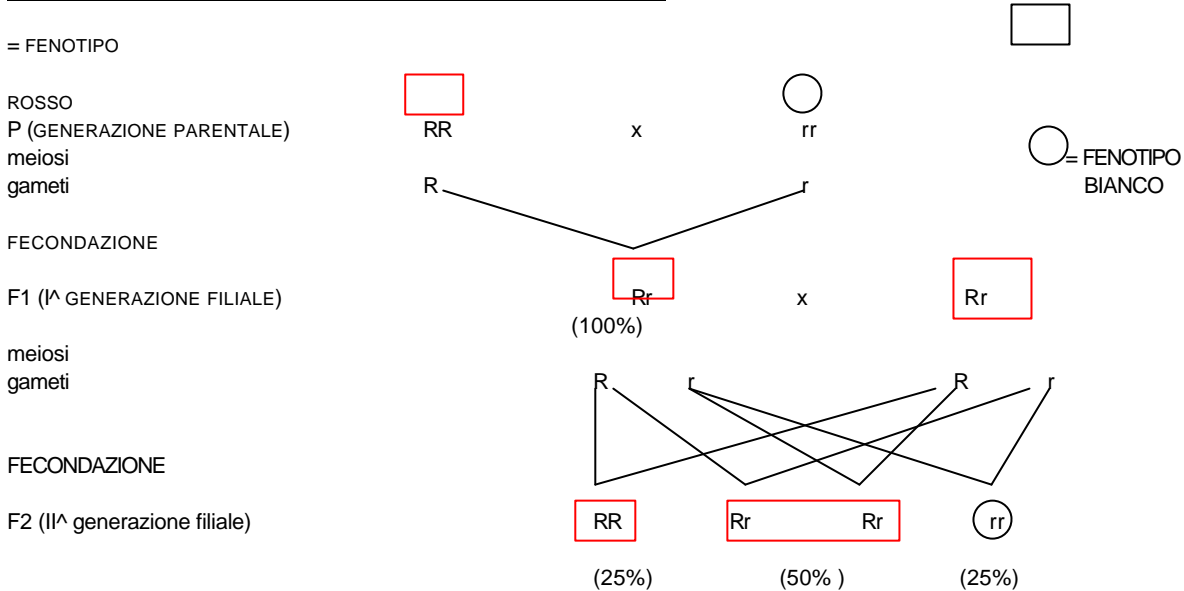 = FENOTIPO
ROSSO
P (GENERAZIONE PARENTALE) RR x rr
meiosi
= FENOTIPO
gameti R r BIANCO
FECONDAZIONE
F1 (I^ GENERAZIONE FILIALE) Rr x Rr
(100%)
meiosi
gameti R r R r
FECONDAZIONE
F2 (II^ generazione filiale) RR Rr Rr rr
(25%) (50% ) (25%)